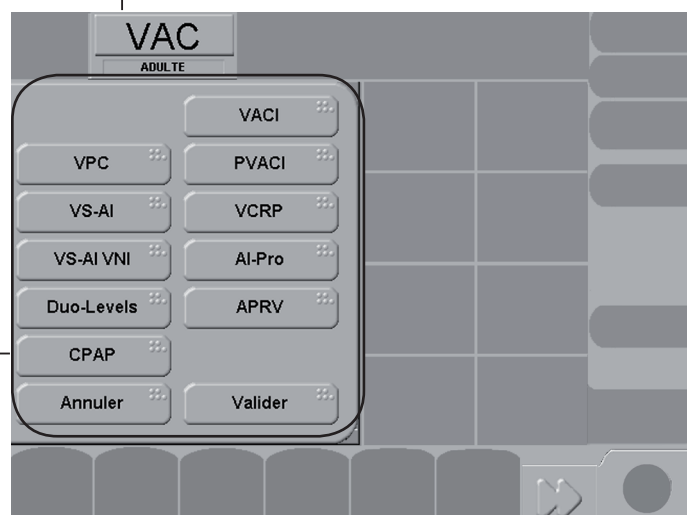 VAC
ADULTE
VACI
VPC
PVACI
VS-AI
VCRP
VS-AI VNI
AI-Pro
Duo-Levels
APRV
CPAP
Annuler
Valider